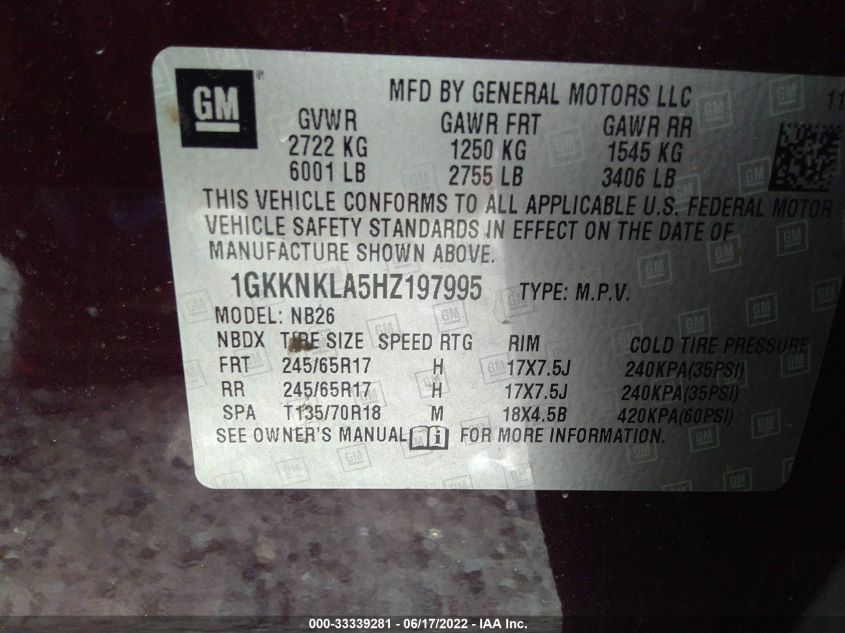 GM ®
MFD BY GENERAL MOTORS LLC
11
GVWR GAWR FRT GAWR RR
2722 KG 1250 KG 1545 KG
6001 LB 2755 LB 3406 LB
THIS VEHICLE CONFORMS TO ALL APPLICABLE U.S. FEDERAL MOTOR
VEHICLE SAFETY STANDARDS IN EFFECT ON THE DATE OF
MANUFACTURE SHOWN ABOVE.
1GKKNKLA5HZ197995 TYPE: M.P.V.
MODEL: NB26
NBDX TIRE SIZE SPEED RTG RIM COLD TIRE PRESSURE
FRT 245/65R17 H 17X7.5J 240KPA(35PSI)
RR 245/65R17 H 17X7.5J 240KPA(35PSI)
SPA T135/70R18 M 18X4.5B 420KPA(60PSI)
SEE OWNER'S MANUAL i FOR MORE INFORMATION.
000-33339281 - 06/17/2022 - IAA Inc.